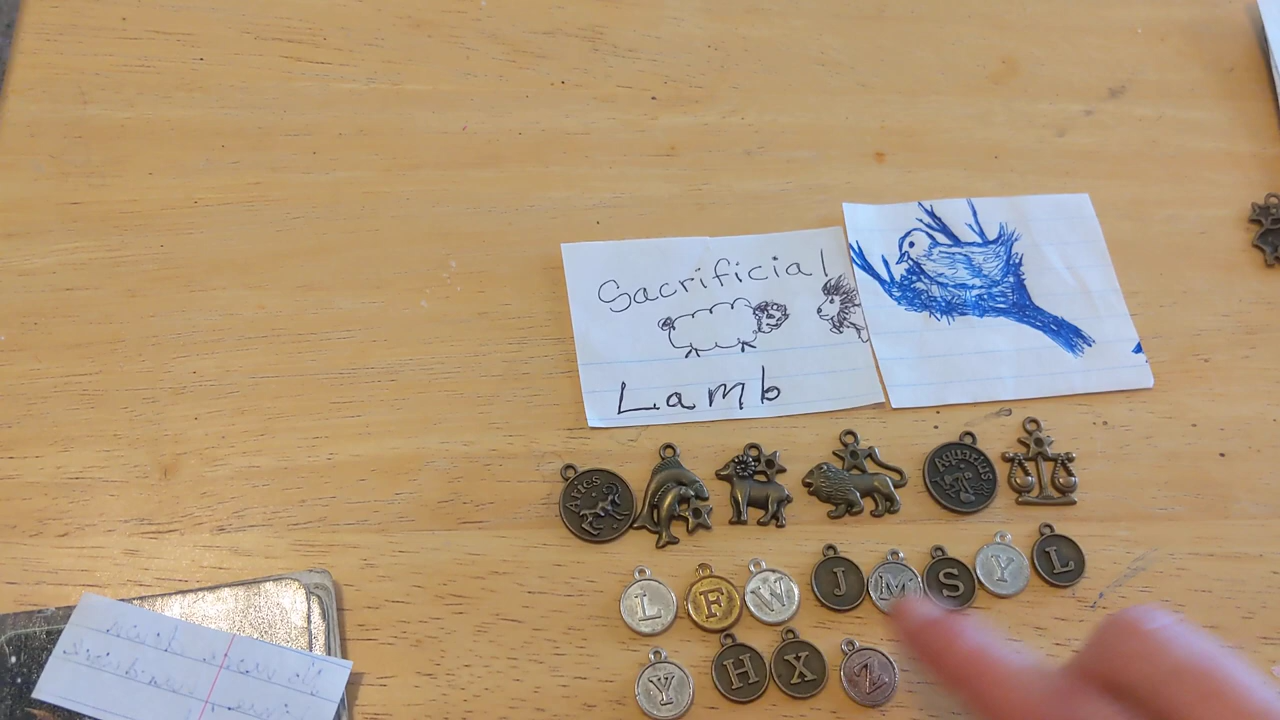 Sacrificial
Lamb
Aries
Aquarius
L F W J M S Y L
Y H X Z